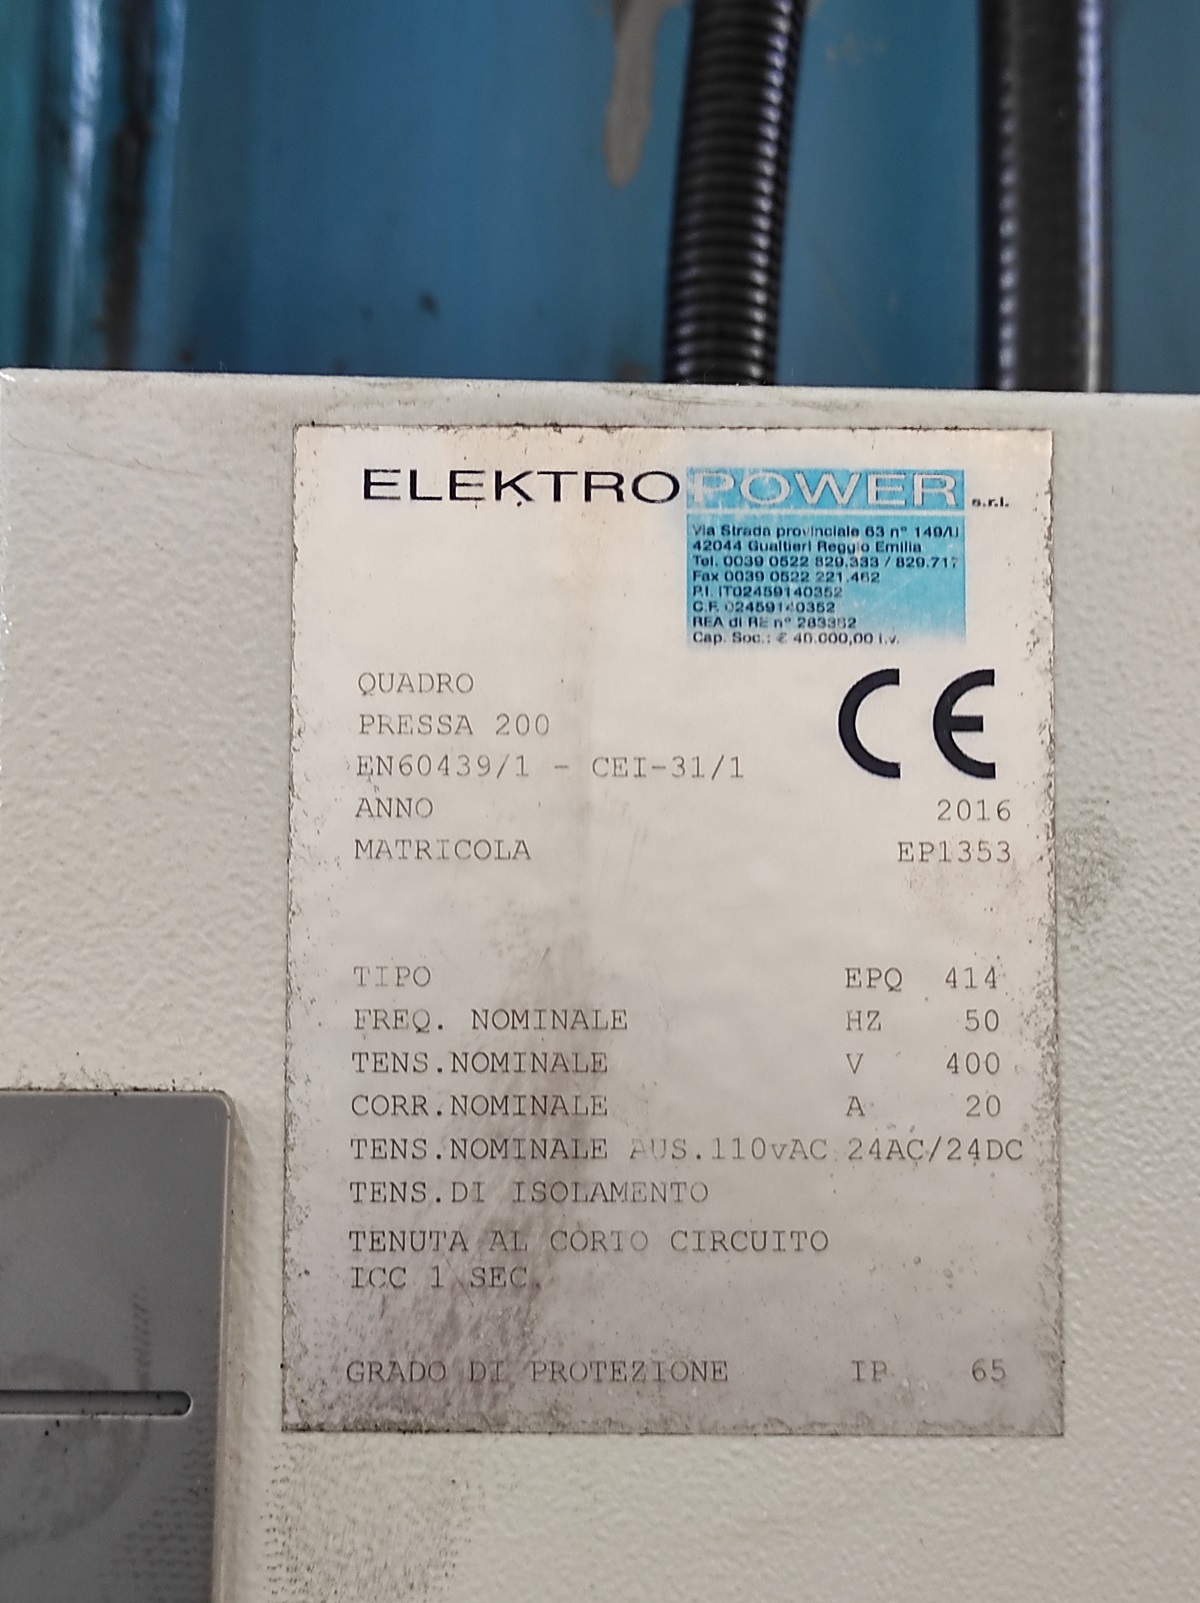 ELEKTROPOWER s.r.l.
Via Strada provinciale 63 n° 149/U
42044 Gualtieri Reggio Emilia
Tel. 0039 0522 829.333 / 829.717
Fax 0039 0522 221.462
P.I. IT02459140352
C.F. 02459140352
REA di RE n° 283352
Cap. Soc.: € 40.000,00 i.v.
CE
QUADRO
PRESSA 200
EN60439/1 - CEI-31/1
ANNO 2016
MATRICOLA EP1353
TIPO EPQ 414
FREQ. NOMINALE HZ 50
TENS.NOMINALE V 400
CORR.NOMINALE A 20
TENS.NOMINALE AUS.110vAC 24AC/24DC
TENS.DI ISOLAMENTO
TENUTA AL CORTO CIRCUITO
ICC 1 SEC.
GRADO DI PROTEZIONE IP 65